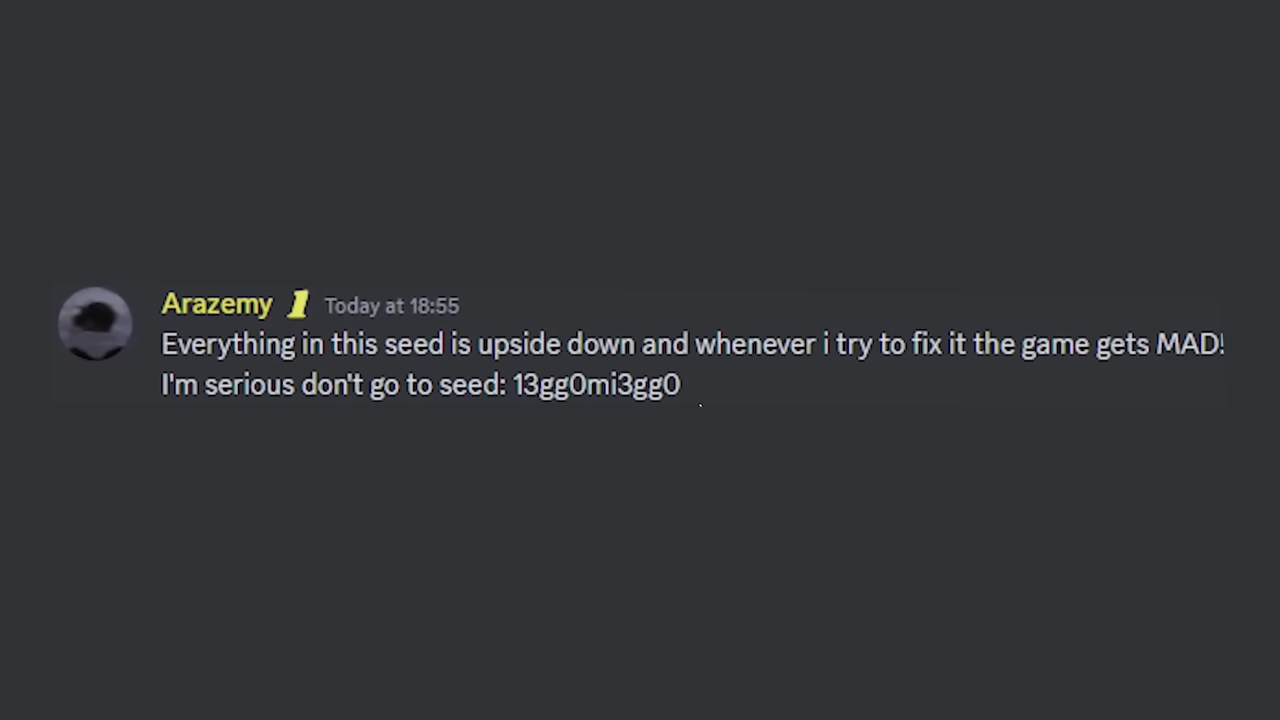 Arazemy 1 Today at 18:55
Everything in this seed is upside down and whenever i try to fix it the game gets MAD!
I'm serious don't go to seed: 13gg0mi3gg0